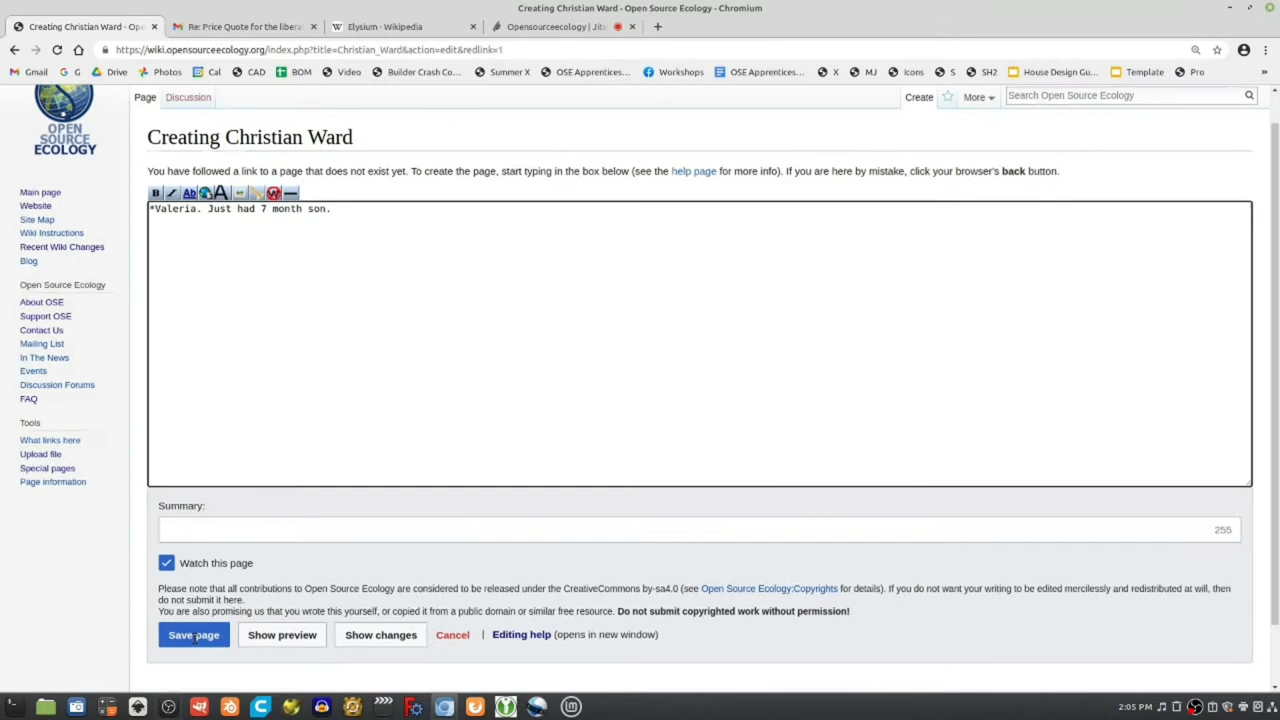 Creating Christian Ward - Open Source Ecology - Chromium
Creating Christian Ward - Ope
Re: Price Quote for the libera
Elysium - Wikipedia
Opensourceecology | Jits
https://wiki.opensourceecology.org/index.php?title=Christian_Ward&action=edit&redlink=1
Gmail G G Drive Photos Cal CAD BOM Video Builder Crash Co... Summer X OSE Apprentices... Workshops OSE Apprentices... X MJ Icons S SH2 House Design Gu... Template Pro »
Page Discussion Create More Search Open Source Ecology
OPEN
SOURCE
ECOLOGY
Creating Christian Ward
You have followed a link to a page that does not exist yet. To create the page, start typing in the box below (see the help page for more info). If you are here by mistake, click your browser's back button.
B Ab A
*Valeria. Just had 7 month son.
Main page
Website
Site Map
Wiki Instructions
Recent Wiki Changes
Blog
Open Source Ecology
About OSE
Support OSE
Contact Us
Mailing List
In The News
Events
Discussion Forums
FAQ
Tools
What links here
Upload file
Special pages
Page information
Summary:
255
Watch this page
Please note that all contributions to Open Source Ecology are considered to be released under the CreativeCommons by-sa4.0 (see Open Source Ecology:Copyrights for details). If you do not want your writing to be edited mercilessly and redistributed at will, then
do not submit it here.
You are also promising us that you wrote this yourself, or copied it from a public domain or similar free resource. Do not submit copyrighted work without permission!
Save page Show preview Show changes Cancel | Editing help (opens in new window)
2:05 PM